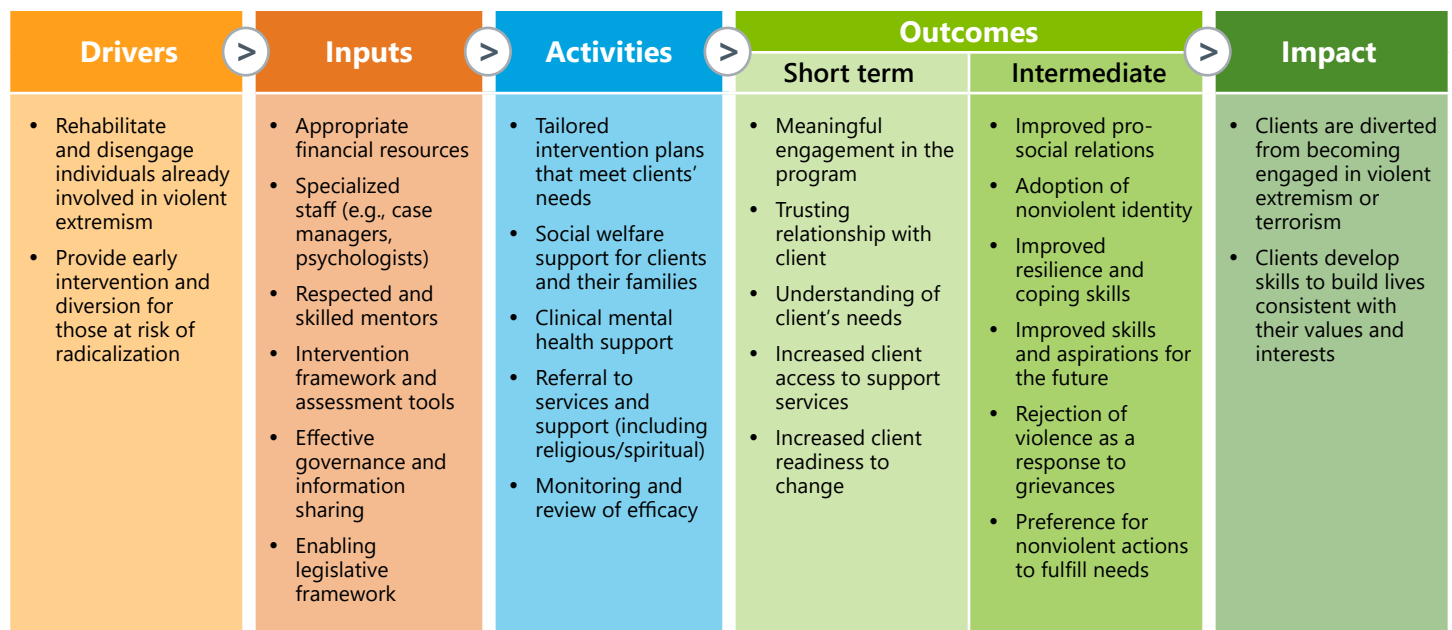 Drivers
>
Inputs
>
Activities
>
Outcomes
Short term
Intermediate
>
Impact
• Rehabilitate
and disengage
individuals already
involved in violent
extremism
• Provide early
intervention and
diversion for
those at risk of
radicalization
• Appropriate
financial resources
• Specialized
staff (e.g., case
managers,
psychologists)
• Respected and
skilled mentors
• Intervention
framework and
assessment tools
• Effective
governance and
information
sharing
• Enabling
legislative
framework
• Tailored
intervention plans
that meet clients’
needs
• Social welfare
support for clients
and their families
• Clinical mental
health support
• Referral to
services and
support (including
religious/spiritual)
• Monitoring and
review of efficacy
• Meaningful
engagement in the
program
• Trusting
relationship with
client
• Understanding of
client’s needs
• Increased client
access to support
services
• Increased client
readiness to
change
• Improved pro-
social relations
• Adoption of
nonviolent identity
• Improved
resilience and
coping skills
• Improved skills
and aspirations for
the future
• Rejection of
violence as a
response to
grievances
• Preference for
nonviolent actions
to fulfill needs
• Clients are diverted
from becoming
engaged in violent
extremism or
terrorism
• Clients develop
skills to build lives
consistent with
their values and
interests